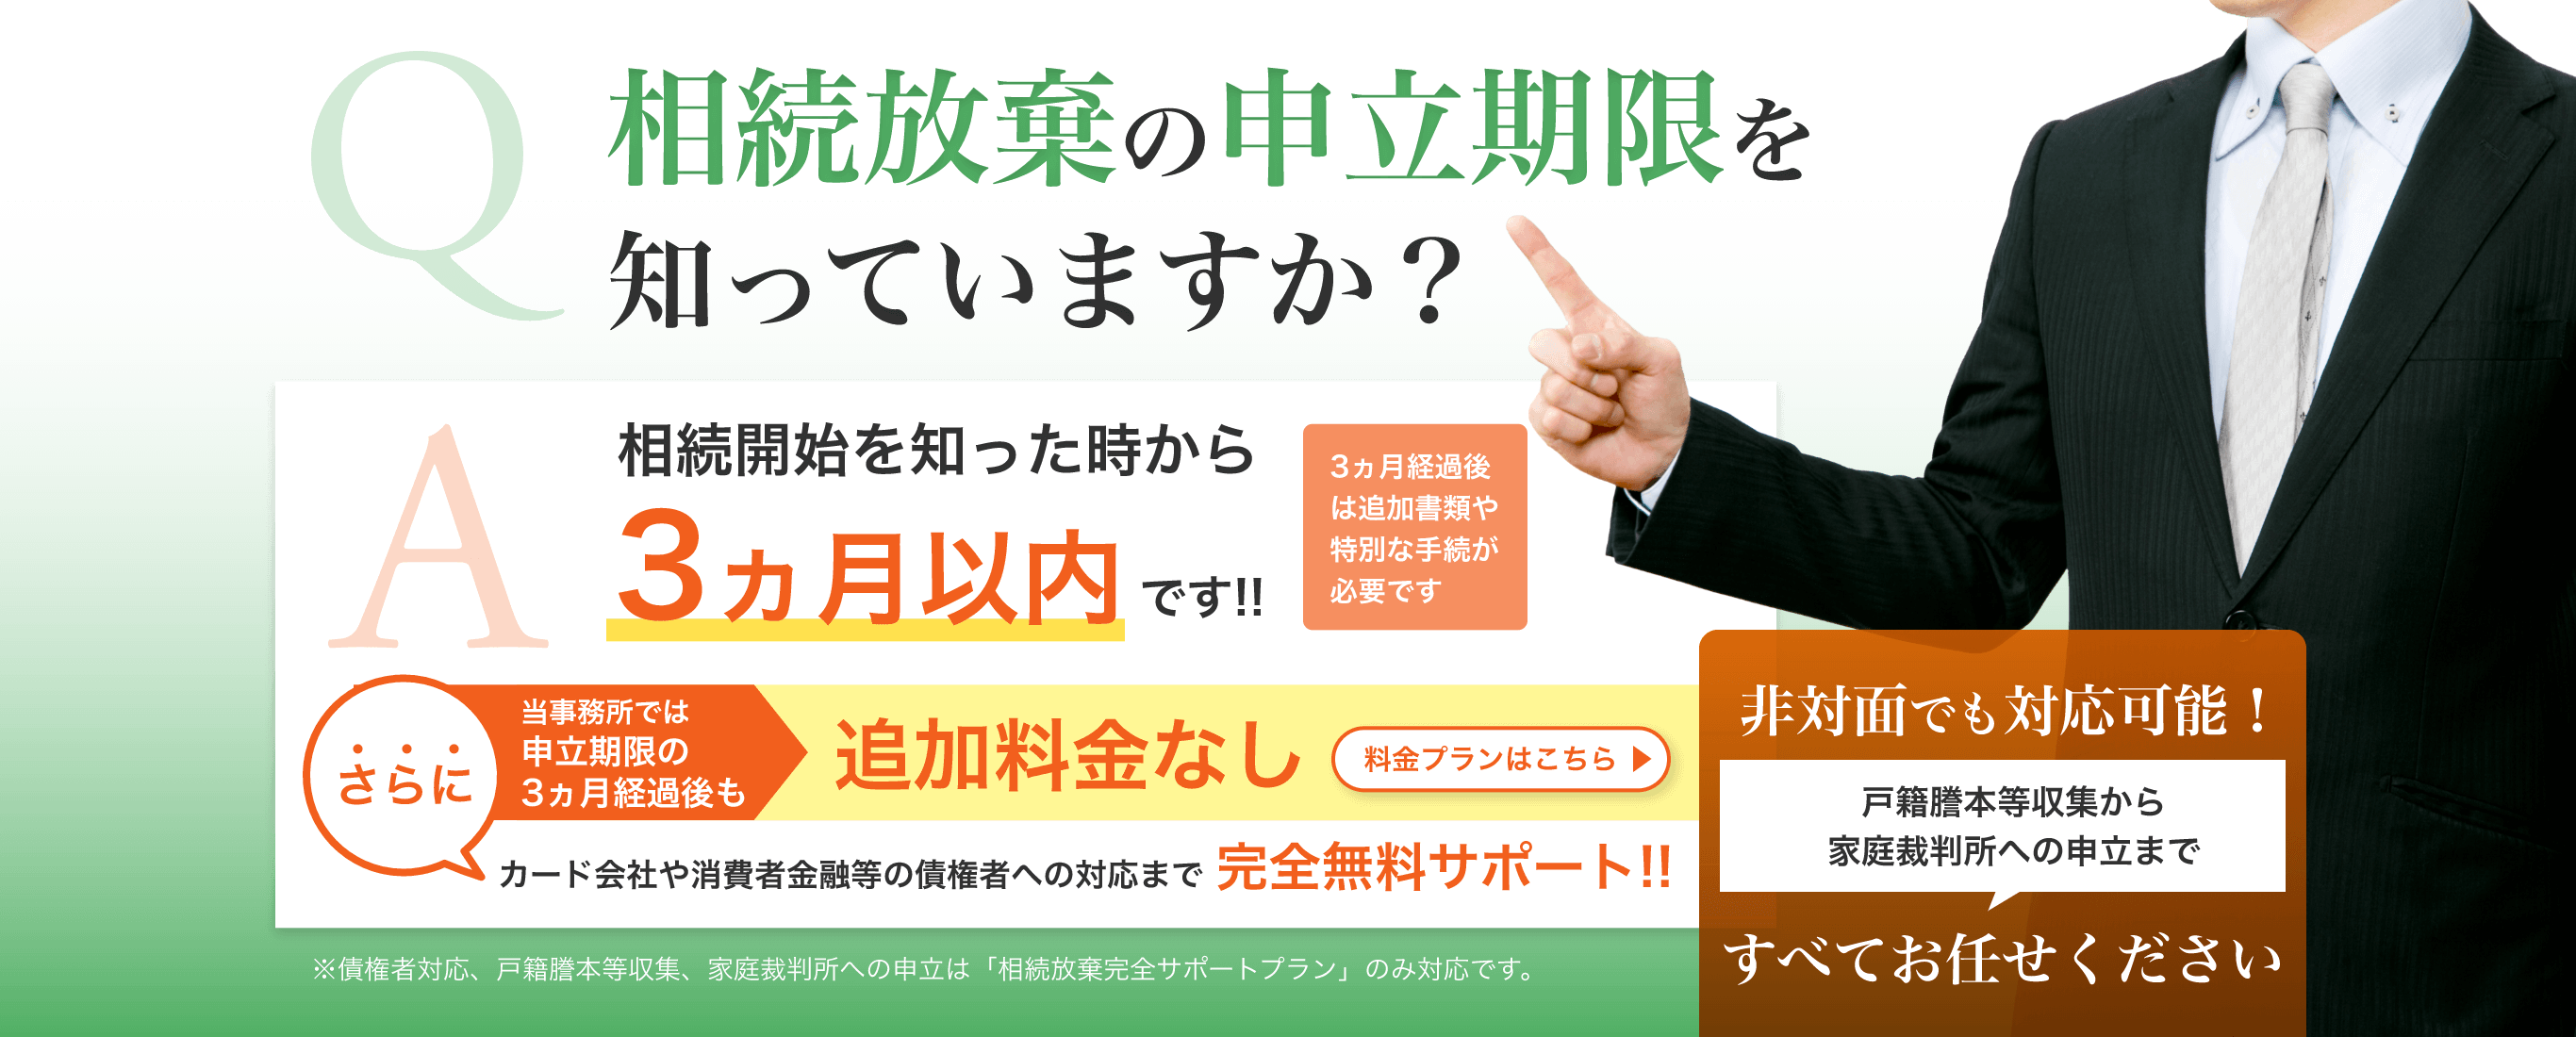 Q
相続放棄の申立期限を
知っていますか？
A
相続開始を知った時から
3ヵ月以内です!!
3ヵ月経過後
は追加書類や
特別な手続が
必要です
さらに
当事務所では
申立期限の
3ヵ月経過後も
追加料金なし
料金プランはこちら
カード会社や消費者金融等の債権者への対応まで 完全無料サポート!!
※債権者対応、戸籍謄本等収集、家庭裁判所への申立は「相続放棄完全サポートプラン」のみ対応です。
非対面でも対応可能！
戸籍謄本等収集から
家庭裁判所への申立まで
すべてお任せください